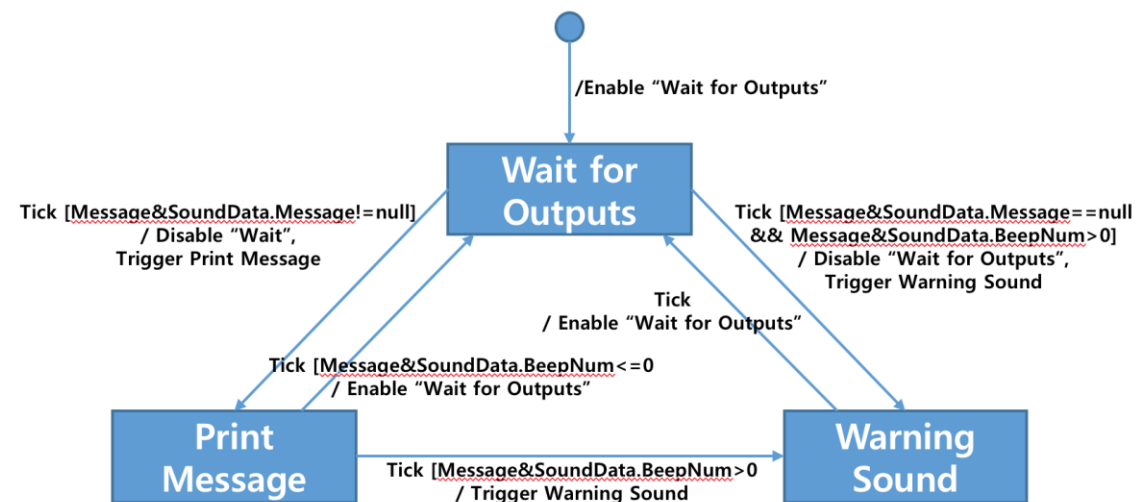 /Enable “Wait for Outputs”
Wait for
Outputs
Tick [Message&SoundData.Message!=null]
/ Disable “Wait”,
Trigger Print Message
Tick [Message&SoundData.Message==null
&& Message&SoundData.BeepNum>0]
/ Disable “Wait for Outputs”,
Trigger Warning Sound
Tick
/ Enable “Wait for Outputs”
Tick [Message&SoundData.BeepNum<=0
/ Enable “Wait for Outputs”
Print
Message
Tick [Message&SoundData.BeepNum>0
/ Trigger Warning Sound
Warning
Sound